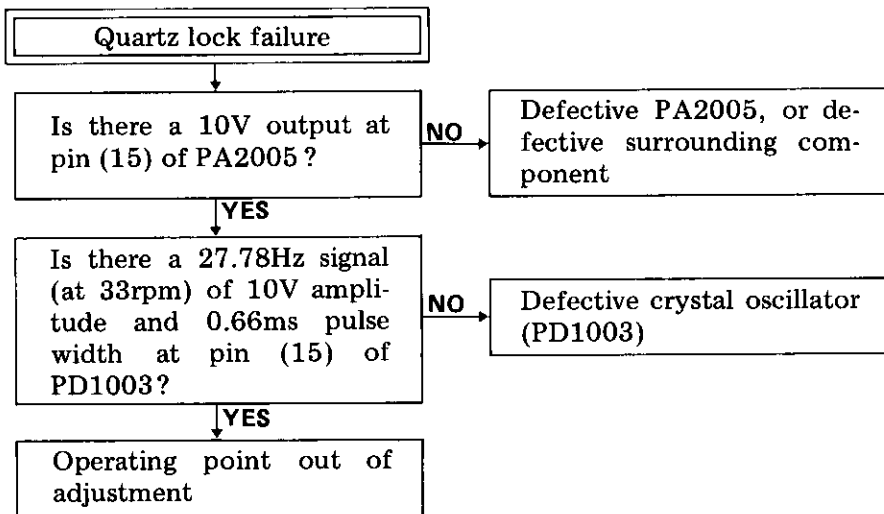 Quartz lock failure
Is there a 10V output at
pin (15) of PA2005?
NO
Defective PA2005, or de-
fective surrounding com-
ponent
YES
Is there a 27.78Hz signal
(at 33rpm) of 10V ampli-
tude and 0.66ms pulse
width at pin (15) of
PD1003?
NO
Defective crystal oscillator
(PD1003)
YES
Operating point out of
adjustment